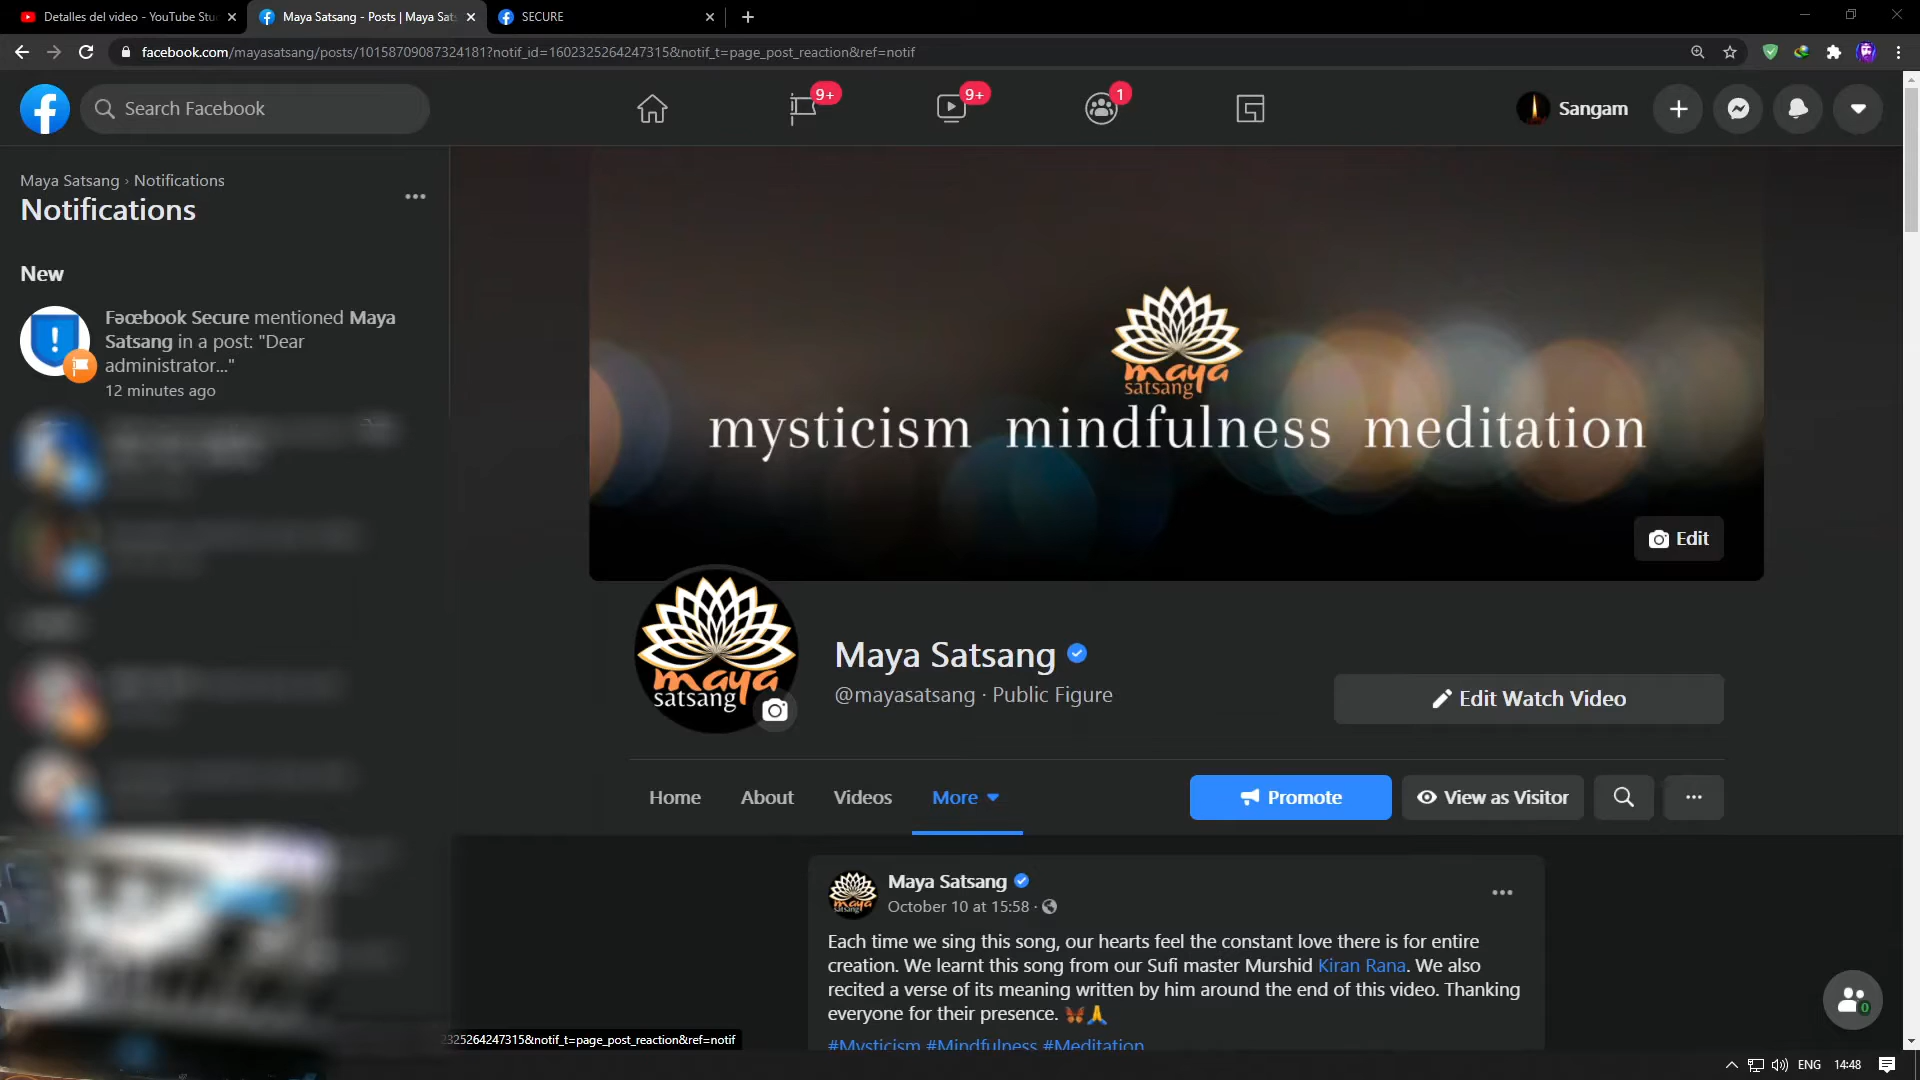 Detalles del video - YouTube Stu
Maya Satsang - Posts | Maya Sats
SECURE
facebook.com/mayasatsang/posts/10158709087324181?notif_id=1602325264247315&notif_t=page_post_reaction&ref=notif
Search Facebook
9+
9+
1
Sangam
Maya Satsang › Notifications
Notifications
New
Fəcebook Secure mentioned Maya
Satsang in a post: "Dear
administrator..."
12 minutes ago
maya
satsang
mysticism mindfulness meditation
Edit
maya
satsang
Maya Satsang
@mayasatsang · Public Figure
Edit Watch Video
Home
About
Videos
More
Promote
View as Visitor
Maya Satsang
October 10 at 15:58 ·
Each time we sing this song, our hearts feel the constant love there is for entire
creation. We learnt this song from our Sufi master Murshid Kiran Rana. We also
recited a verse of its meaning written by him around the end of this video. Thanking
everyone for their presence. 🦋🙏
#Mysticism #Mindfulness #Meditation
0
2325264247315&notif_t=page_post_reaction&ref=notif
ENG
14:48